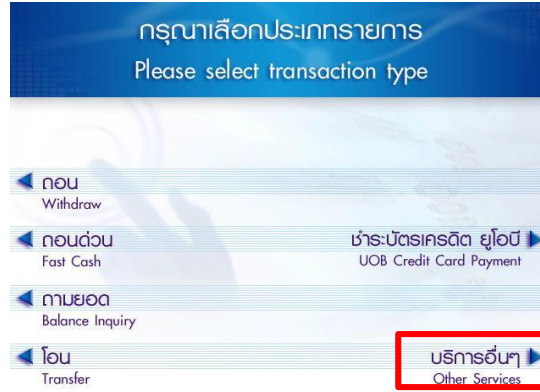 กรุณาเลือกประเภทรายการ
Please select transaction type
ถอน
Withdraw
ถอนด่วน
Fast Cash
ชำระบัตรเครดิต ยูโอบี
UOB Credit Card Payment
ถามยอด
Balance Inquiry
โอน
Transfer
บริการอื่นๆ
Other Services